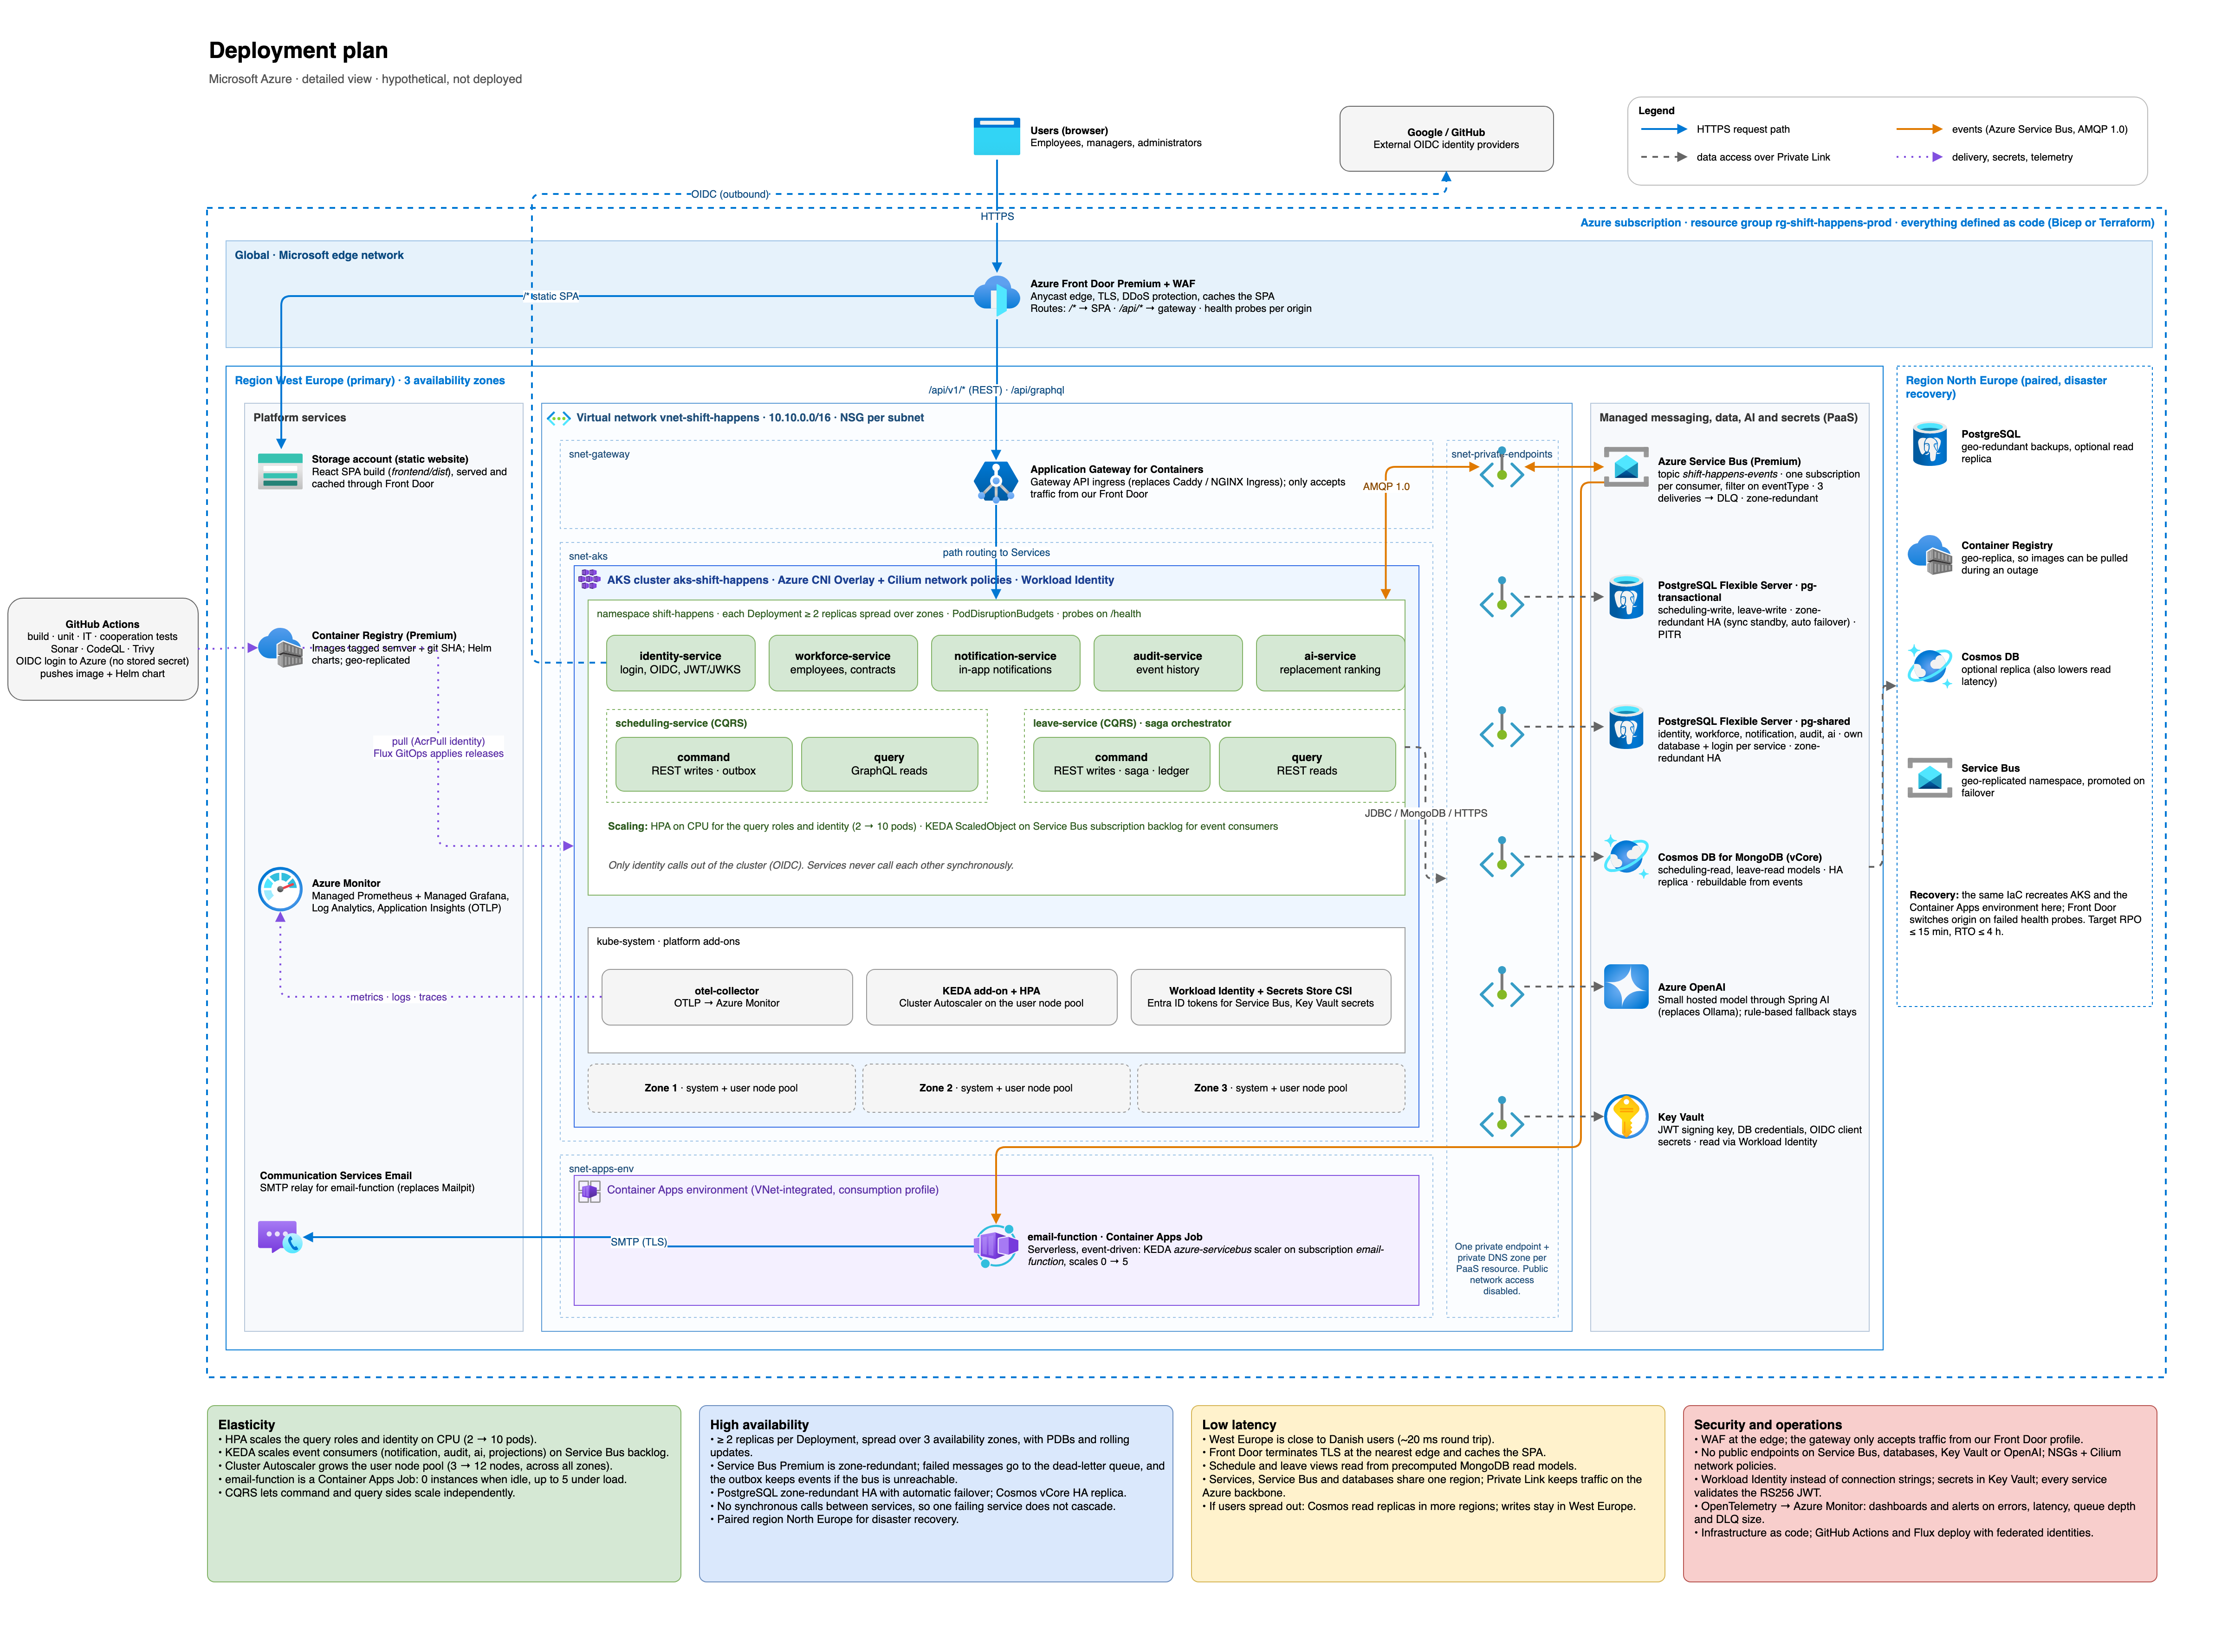 Deployment plan
Microsoft Azure · detailed view · hypothetical, not deployed
Users (browser)
Employees, managers, administrators
Google / GitHub
External OIDC identity providers
Legend
HTTPS request path
events (Azure Service Bus, AMQP 1.0)
data access over Private Link
delivery, secrets, telemetry
OIDC (outbound)
HTTPS
Azure subscription · resource group rg-shift-happens-prod · everything defined as code (Bicep or Terraform)
Global · Microsoft edge network
Azure Front Door Premium + WAF
Anycast edge, TLS, DDoS protection, caches the SPA
Routes: /* → SPA · /api/* → gateway · health probes per origin
/* static SPA
Region West Europe (primary) · 3 availability zones
/api/v1/* (REST) · /api/graphql
Platform services
Storage account (static website)
React SPA build (frontend/dist), served and
cached through Front Door
GitHub Actions
build · unit · IT · cooperation tests
Sonar · CodeQL · Trivy
OIDC login to Azure (no stored secret)
pushes image + Helm chart
Container Registry (Premium)
Images tagged semver + git SHA; Helm
charts; geo-replicated
pull (AcrPull identity)
Flux GitOps applies releases
Azure Monitor
Managed Prometheus + Managed Grafana,
Log Analytics, Application Insights (OTLP)
metrics · logs · traces
Communication Services Email
SMTP relay for email-function (replaces Mailpit)
Virtual network vnet-shift-happens · 10.10.0.0/16 · NSG per subnet
snet-gateway
Application Gateway for Containers
Gateway API ingress (replaces Caddy / NGINX Ingress); only accepts
traffic from our Front Door
AMQP 1.0
snet-aks
path routing to Services
AKS cluster aks-shift-happens · Azure CNI Overlay + Cilium network policies · Workload Identity
namespace shift-happens · each Deployment ≥ 2 replicas spread over zones · PodDisruptionBudgets · probes on /health
identity-service
login, OIDC, JWT/JWKS
workforce-service
employees, contracts
notification-service
in-app notifications
audit-service
event history
ai-service
replacement ranking
scheduling-service (CQRS)
command
REST writes · outbox
query
GraphQL reads
leave-service (CQRS) · saga orchestrator
command
REST writes · saga · ledger
query
REST reads
JDBC / MongoDB / HTTPS
Scaling: HPA on CPU for the query roles and identity (2 → 10 pods) · KEDA ScaledObject on Service Bus subscription backlog for event consumers
Only identity calls out of the cluster (OIDC). Services never call each other synchronously.
kube-system · platform add-ons
otel-collector
OTLP → Azure Monitor
KEDA add-on + HPA
Cluster Autoscaler on the user node pool
Workload Identity + Secrets Store CSI
Entra ID tokens for Service Bus, Key Vault secrets
Zone 1 · system + user node pool
Zone 2 · system + user node pool
Zone 3 · system + user node pool
snet-apps-env
Container Apps environment (VNet-integrated, consumption profile)
SMTP (TLS)
email-function · Container Apps Job
Serverless, event-driven: KEDA azure-servicebus scaler on subscription email-
function, scales 0 → 5
snet-private-endpoints
One private endpoint +
private DNS zone per
PaaS resource. Public
network access
disabled.
Managed messaging, data, AI and secrets (PaaS)
Azure Service Bus (Premium)
topic shift-happens-events · one subscription
per consumer, filter on eventType · 3
deliveries → DLQ · zone-redundant
PostgreSQL Flexible Server · pg-
transactional
scheduling-write, leave-write · zone-
redundant HA (sync standby, auto failover) ·
PITR
PostgreSQL Flexible Server · pg-shared
identity, workforce, notification, audit, ai · own
database + login per service · zone-
redundant HA
Cosmos DB for MongoDB (vCore)
scheduling-read, leave-read models · HA
replica · rebuildable from events
Azure OpenAI
Small hosted model through Spring AI
(replaces Ollama); rule-based fallback stays
Key Vault
JWT signing key, DB credentials, OIDC client
secrets · read via Workload Identity
Region North Europe (paired, disaster
recovery)
PostgreSQL
geo-redundant backups, optional read
replica
Container Registry
geo-replica, so images can be pulled
during an outage
Cosmos DB
optional replica (also lowers read
latency)
Service Bus
geo-replicated namespace, promoted on
failover
Recovery: the same IaC recreates AKS and the
Container Apps environment here; Front Door
switches origin on failed health probes. Target RPO
≤ 15 min, RTO ≤ 4 h.
Elasticity
• HPA scales the query roles and identity on CPU (2 → 10 pods).
• KEDA scales event consumers (notification, audit, ai, projections) on Service Bus backlog.
• Cluster Autoscaler grows the user node pool (3 → 12 nodes, across all zones).
• email-function is a Container Apps Job: 0 instances when idle, up to 5 under load.
• CQRS lets command and query sides scale independently.
High availability
• ≥ 2 replicas per Deployment, spread over 3 availability zones, with PDBs and rolling
updates.
• Service Bus Premium is zone-redundant; failed messages go to the dead-letter queue, and
the outbox keeps events if the bus is unreachable.
• PostgreSQL zone-redundant HA with automatic failover; Cosmos vCore HA replica.
• No synchronous calls between services, so one failing service does not cascade.
• Paired region North Europe for disaster recovery.
Low latency
• West Europe is close to Danish users (~20 ms round trip).
• Front Door terminates TLS at the nearest edge and caches the SPA.
• Schedule and leave views read from precomputed MongoDB read models.
• Services, Service Bus and databases share one region; Private Link keeps traffic on the
Azure backbone.
• If users spread out: Cosmos read replicas in more regions; writes stay in West Europe.
Security and operations
• WAF at the edge; the gateway only accepts traffic from our Front Door profile.
• No public endpoints on Service Bus, databases, Key Vault or OpenAI; NSGs + Cilium
network policies.
• Workload Identity instead of connection strings; secrets in Key Vault; every service
validates the RS256 JWT.
• OpenTelemetry → Azure Monitor: dashboards and alerts on errors, latency, queue depth
and DLQ size.
• Infrastructure as code; GitHub Actions and Flux deploy with federated identities.